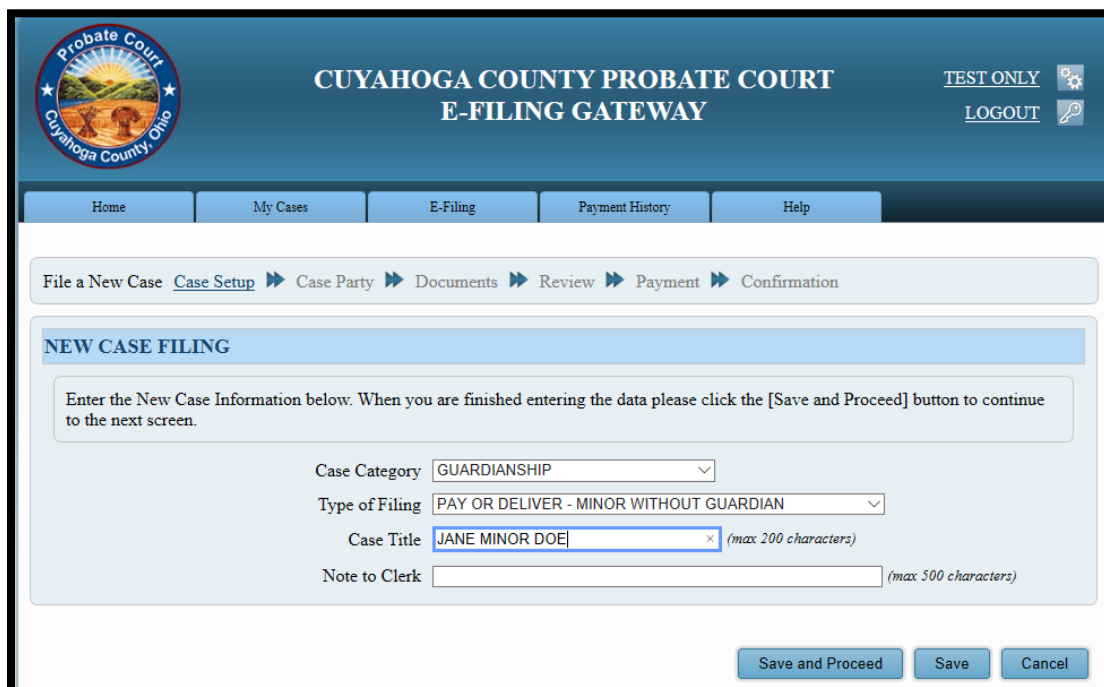 Probate Court
Cuyahoga County, Ohio
CUYAHOGA COUNTY PROBATE COURT
E-FILING GATEWAY
TEST ONLY
LOGOUT
Home My Cases E-Filing Payment History Help
File a New Case Case Setup Case Party Documents Review Payment Confirmation
NEW CASE FILING
Enter the New Case Information below. When you are finished entering the data please click the [Save and Proceed] button to continue
to the next screen.
Case Category GUARDIANSHIP
Type of Filing PAY OR DELIVER - MINOR WITHOUT GUARDIAN
Case Title JANE MINOR DOE × (max 200 characters)
Note to Clerk (max 500 characters)
Save and Proceed Save Cancel